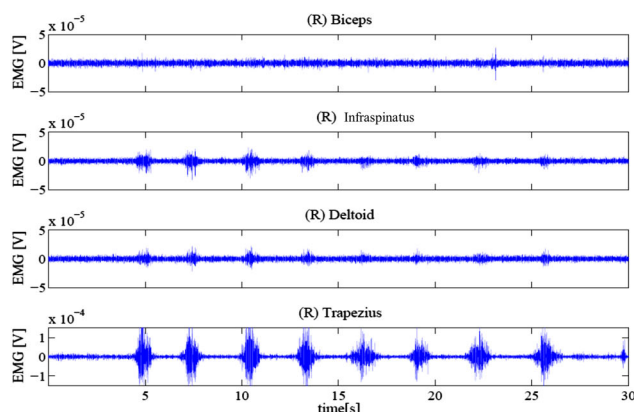 (R) Biceps
x 10⁻⁵
EMG [V]
5
0
−5
(R) Infraspinatus
x 10⁻⁵
EMG [V]
5
0
−5
(R) Deltoid
x 10⁻⁵
EMG [V]
5
0
−5
(R) Trapezius
x 10⁻⁴
EMG [V]
1
0
−1
5 10 15 20 25 30
time[s]